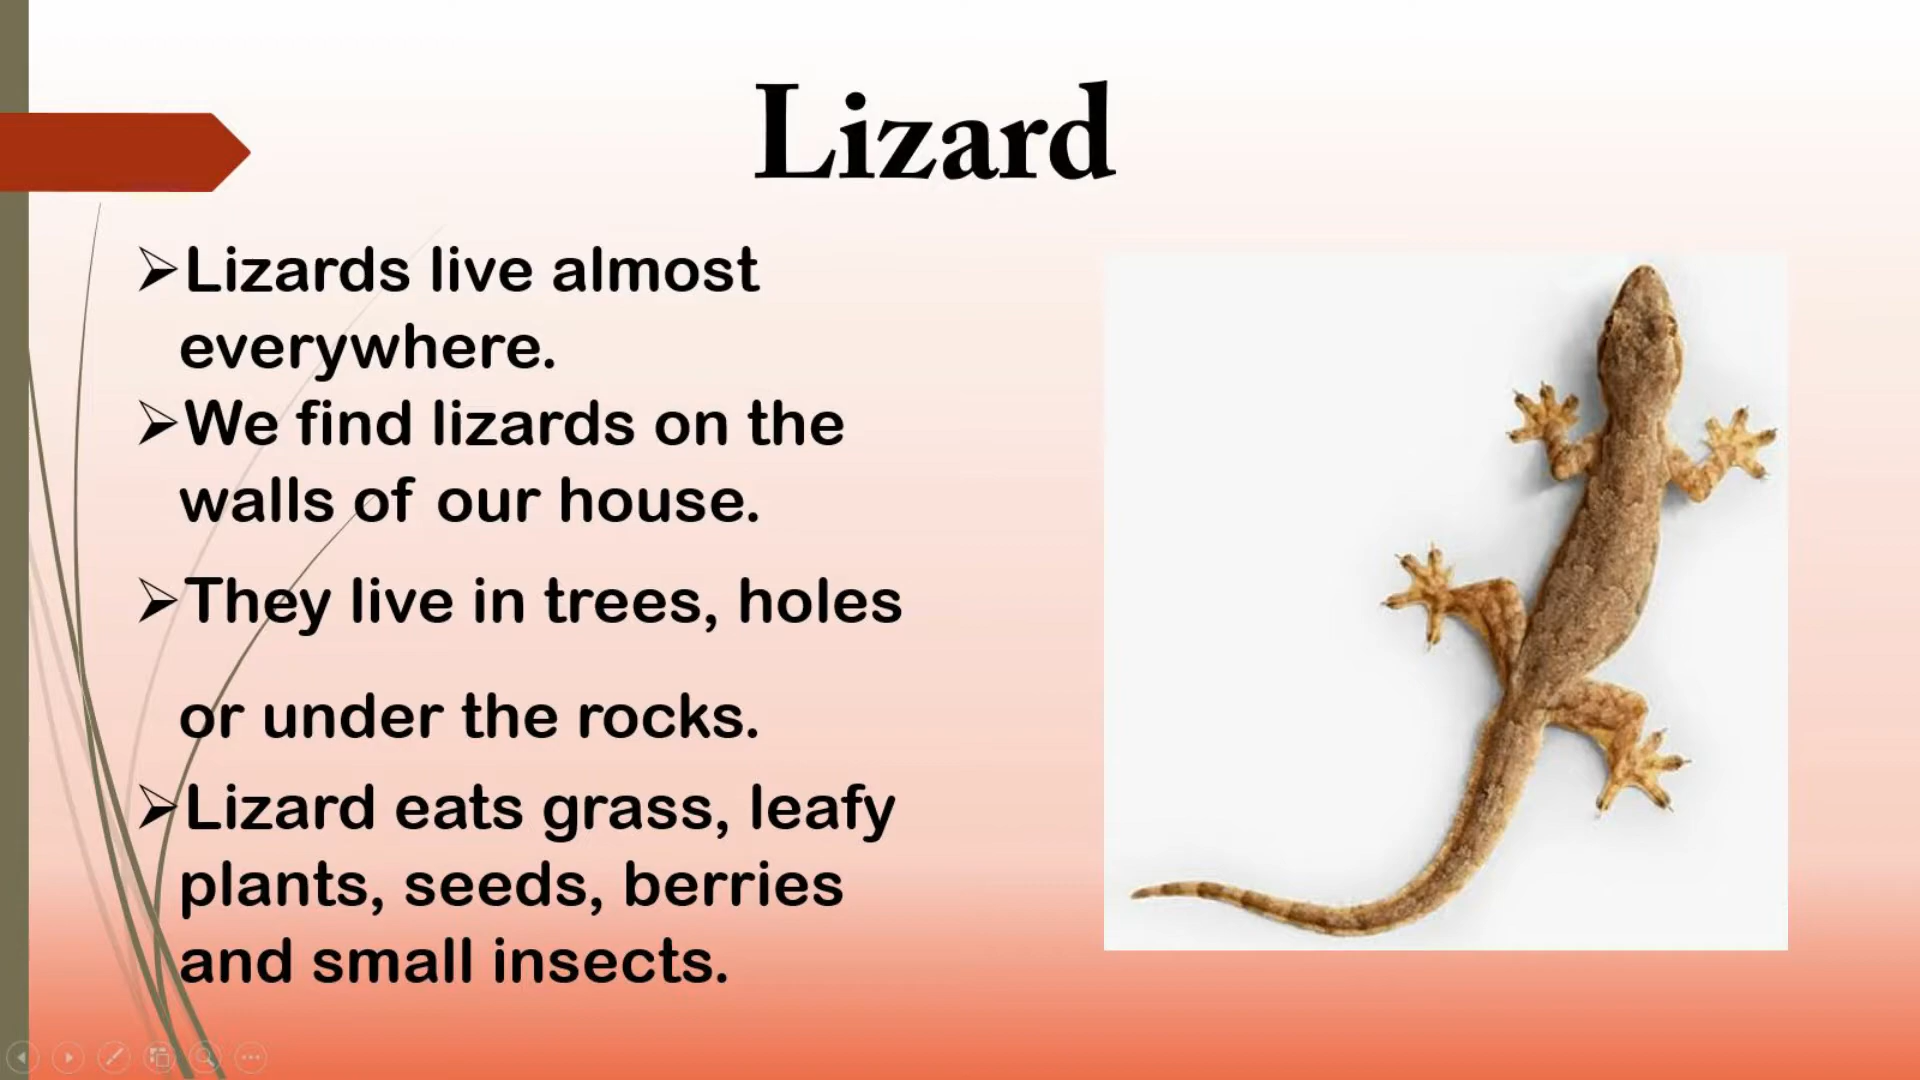 Lizard
➢Lizards live almost
everywhere.
➢We find lizards on the
walls of our house.
➢They live in trees, holes
or under the rocks.
➢Lizard eats grass, leafy
plants, seeds, berries
and small insects.